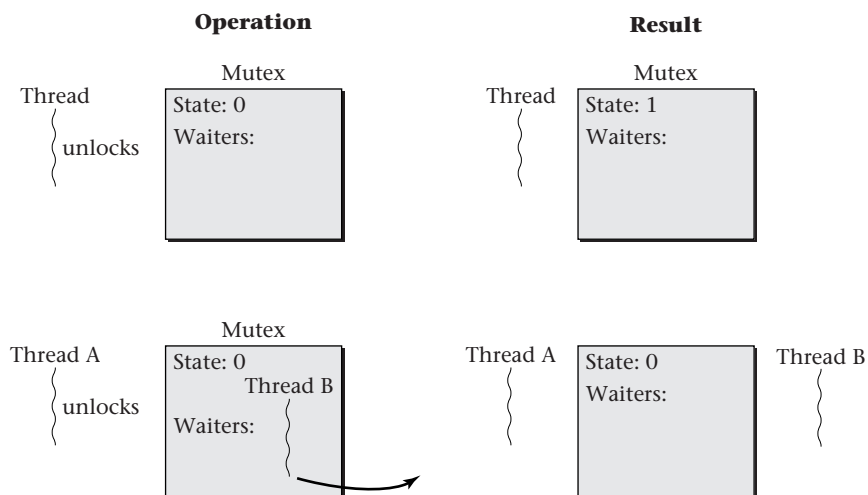 Operation
Result
Mutex
Thread
State: 0
unlocks
Waiters:
Mutex
Thread
State: 1
Waiters:
Mutex
Thread A
State: 0
Thread B
unlocks
Waiters:
Thread A
State: 0
Thread B
Waiters: